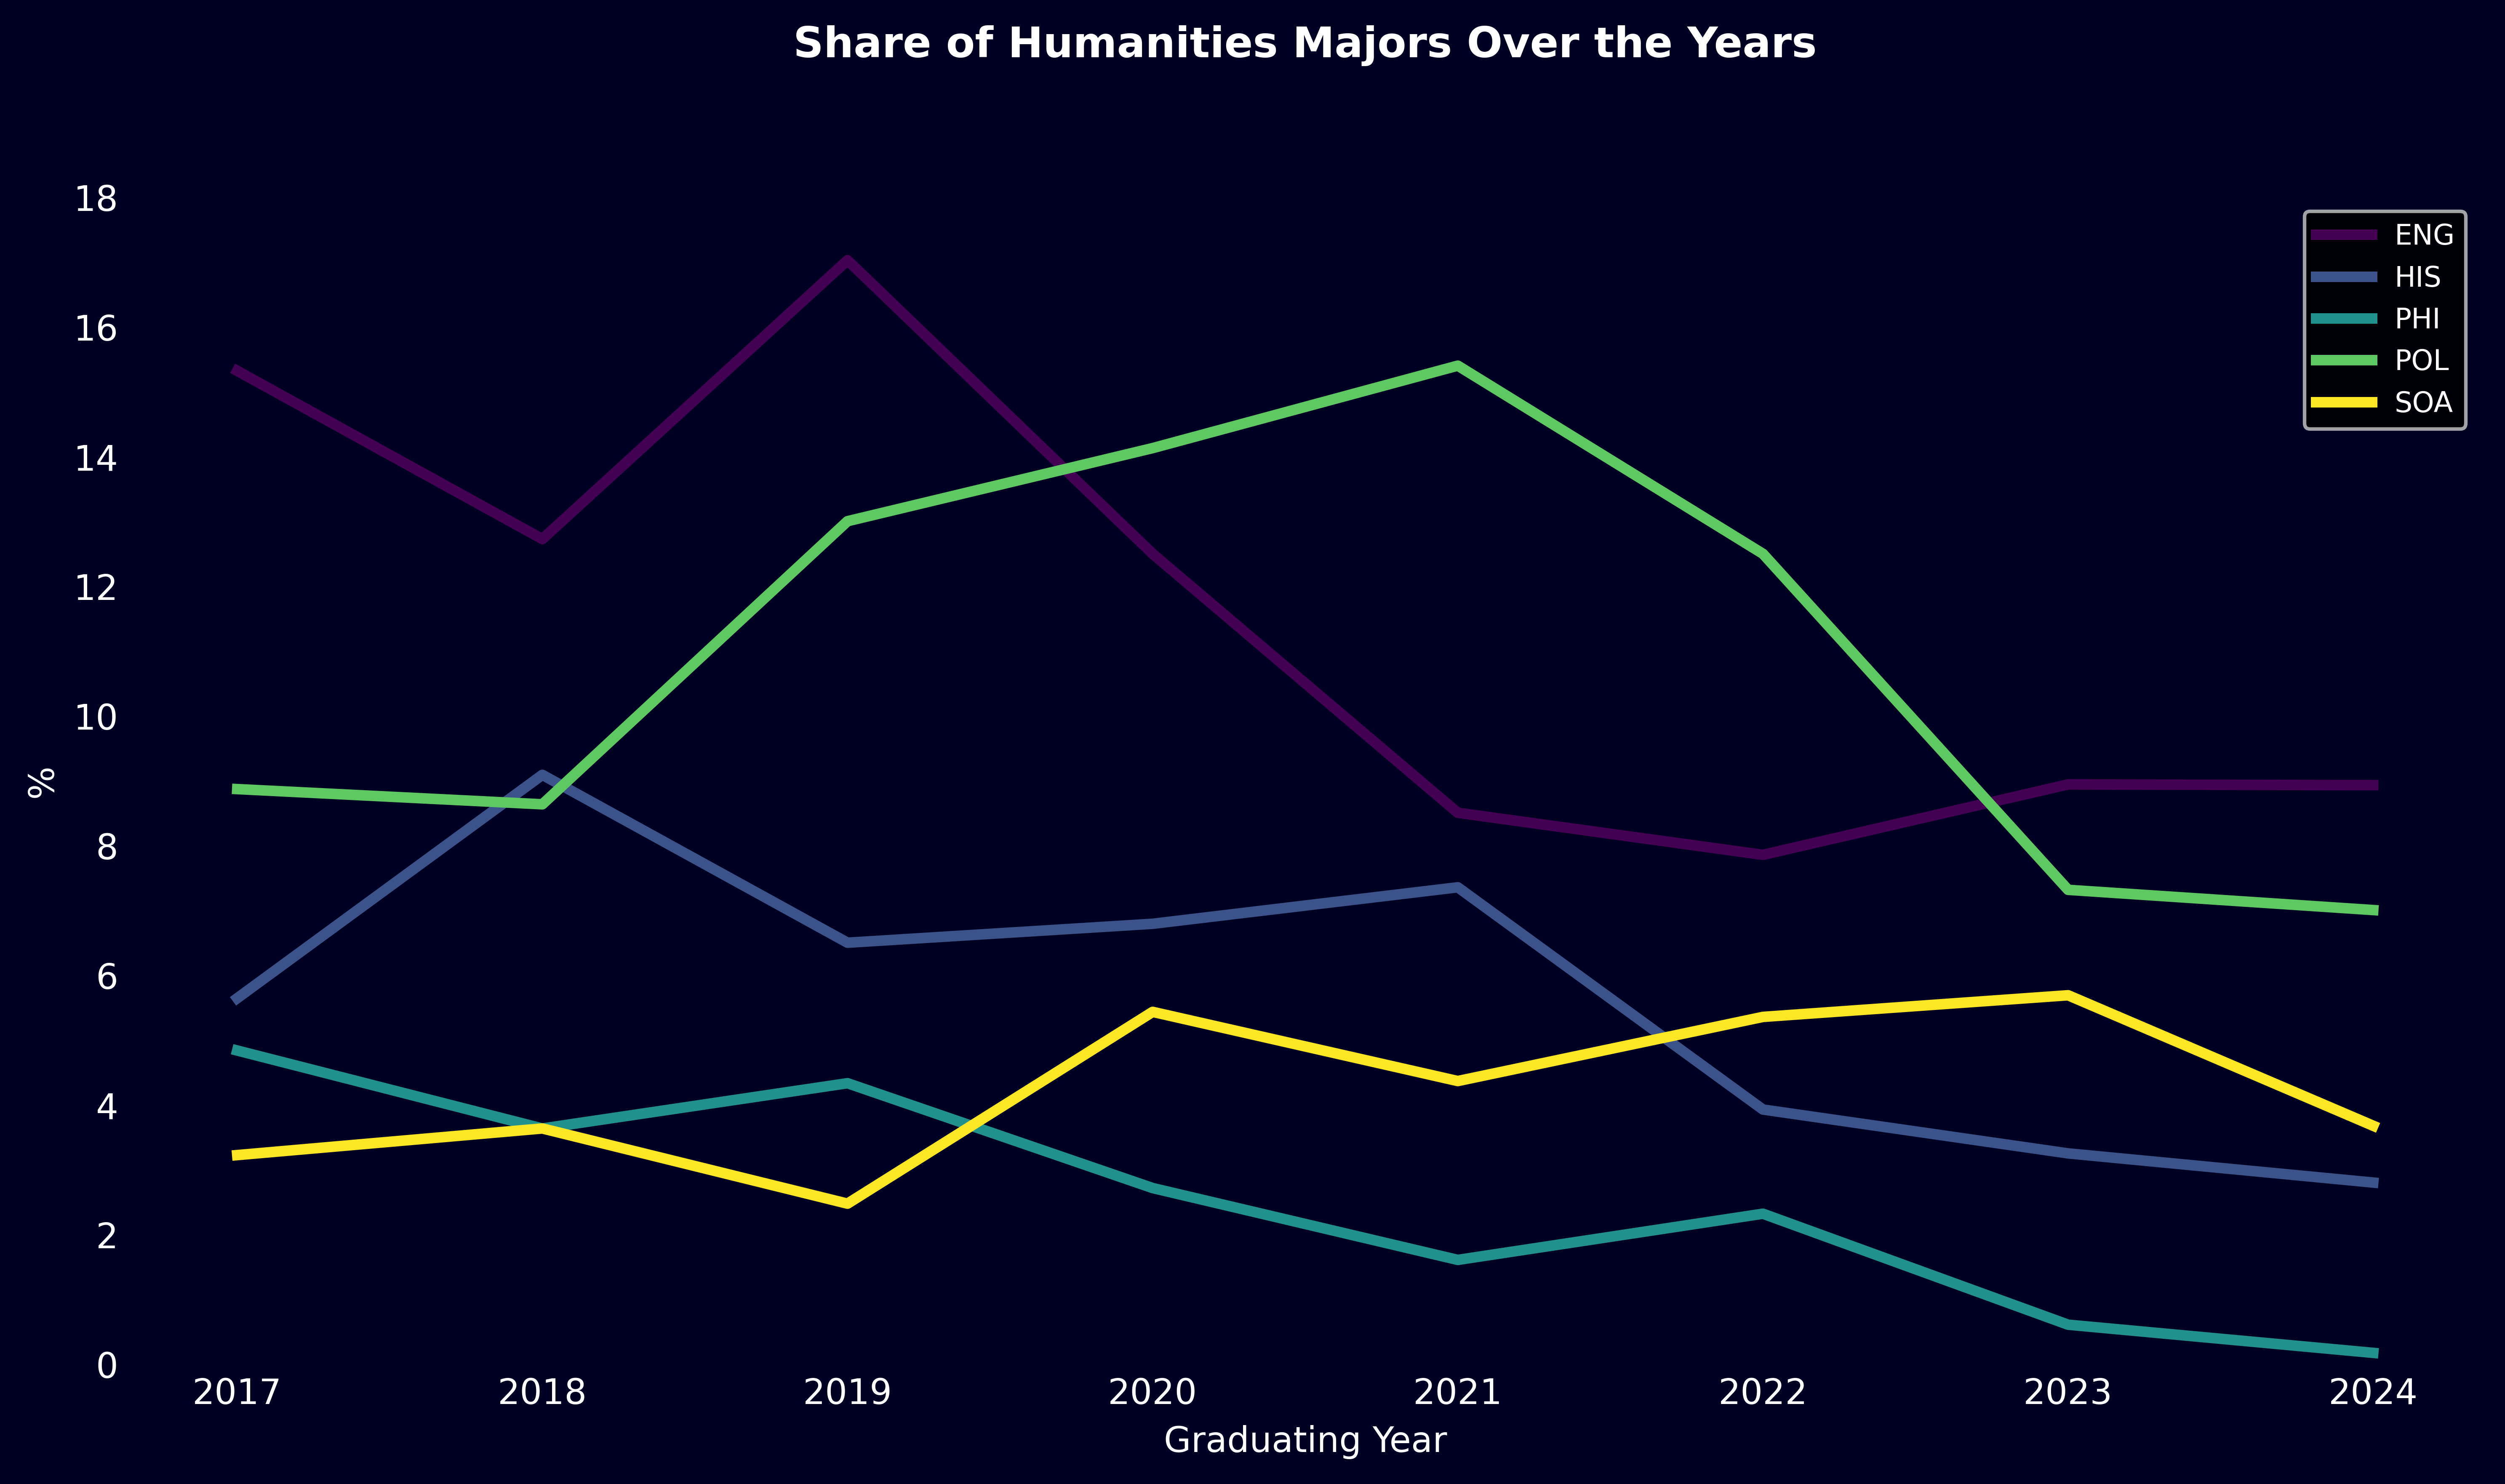 Share of Humanities Majors Over the Years
18
16
14
12
10
8
6
4
2
0
%
ENG
HIS
PHI
POL
SOA
2017 2018 2019 2020 2021 2022 2023 2024
Graduating Year